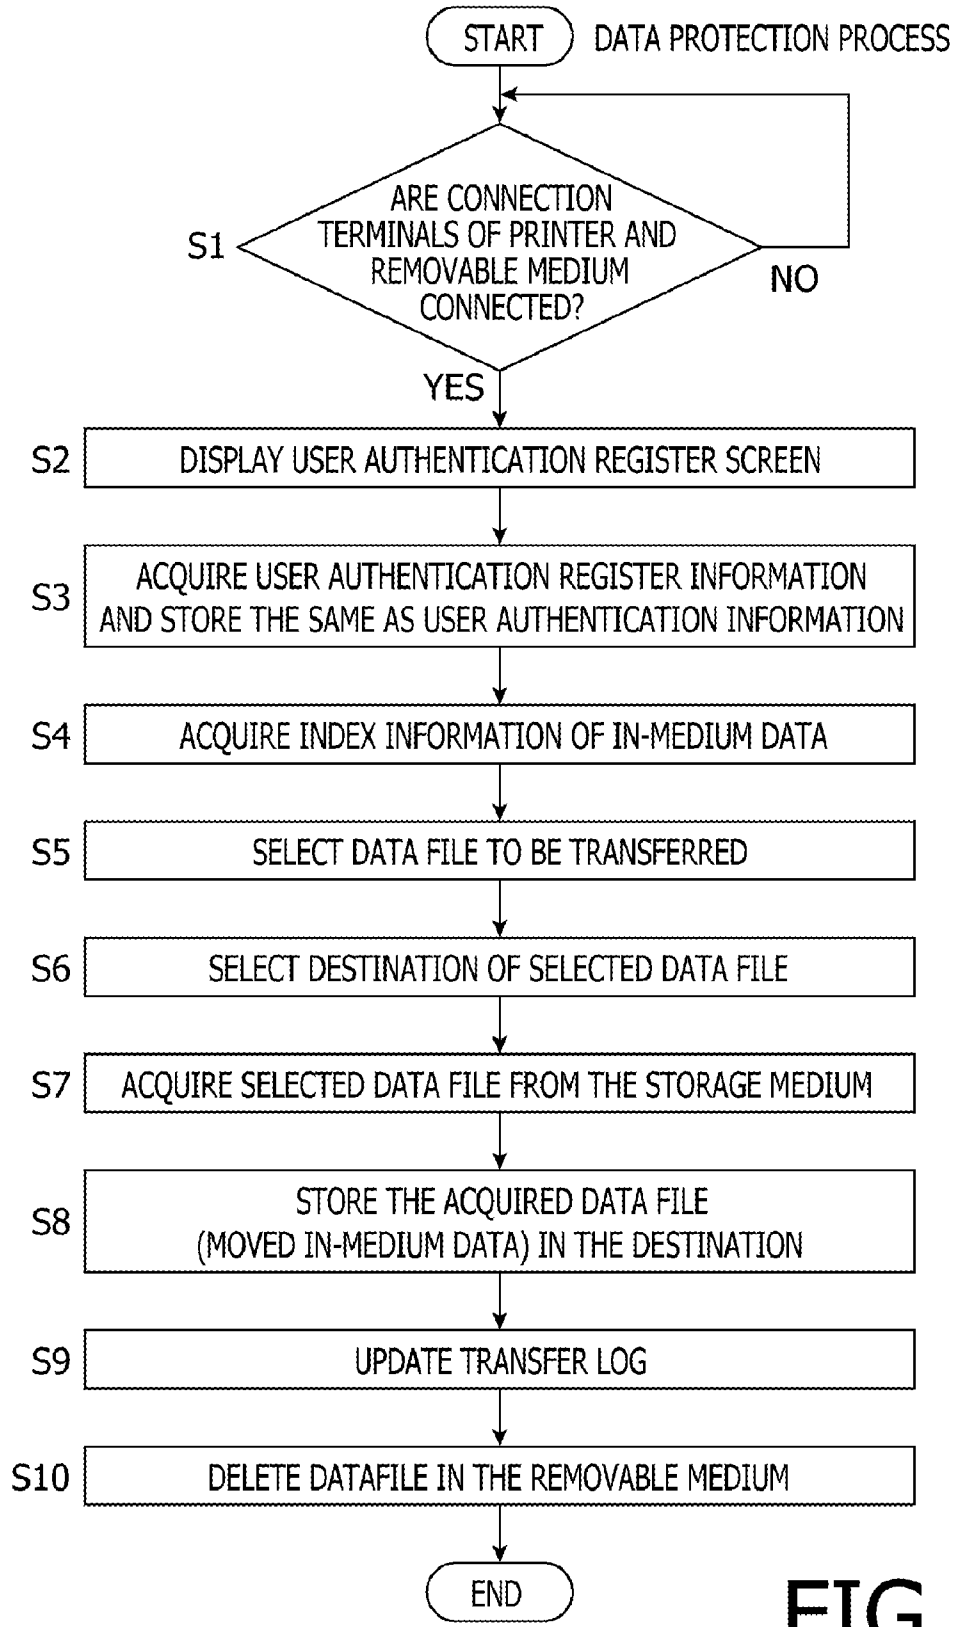 START
DATA PROTECTION PROCESS
S1
ARE CONNECTION
TERMINALS OF PRINTER AND
REMOVABLE MEDIUM
CONNECTED?
NO
YES
S2
DISPLAY USER AUTHENTICATION REGISTER SCREEN
S3
ACQUIRE USER AUTHENTICATION REGISTER INFORMATION
AND STORE THE SAME AS USER AUTHENTICATION INFORMATION
S4
ACQUIRE INDEX INFORMATION OF IN-MEDIUM DATA
S5
SELECT DATA FILE TO BE TRANSFERRED
S6
SELECT DESTINATION OF SELECTED DATA FILE
S7
ACQUIRE SELECTED DATA FILE FROM THE STORAGE MEDIUM
S8
STORE THE ACQUIRED DATA FILE
(MOVED IN-MEDIUM DATA) IN THE DESTINATION
S9
UPDATE TRANSFER LOG
S10
DELETE DATAFILE IN THE REMOVABLE MEDIUM
END
FIG